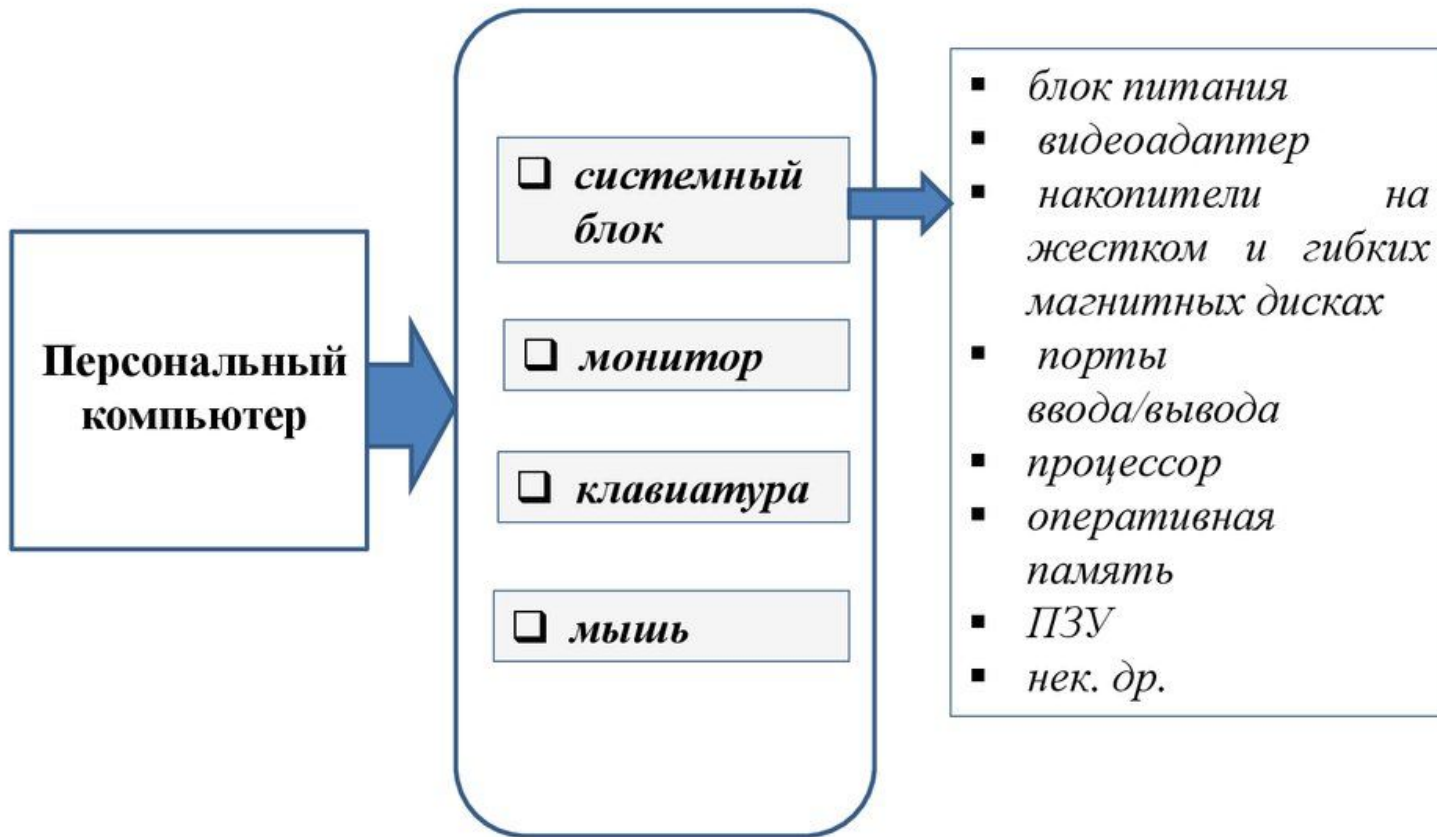 Персональный
компьютер
❑ системный
блок
❑ монитор
❑ клавиатура
❑ мышь
▪ блок питания
▪ видеоадаптер
▪ накопители на
жестком и гибких
магнитных дисках
▪ порты
ввода/вывода
▪ процессор
▪ оперативная
память
▪ ПЗУ
▪ нек. др.